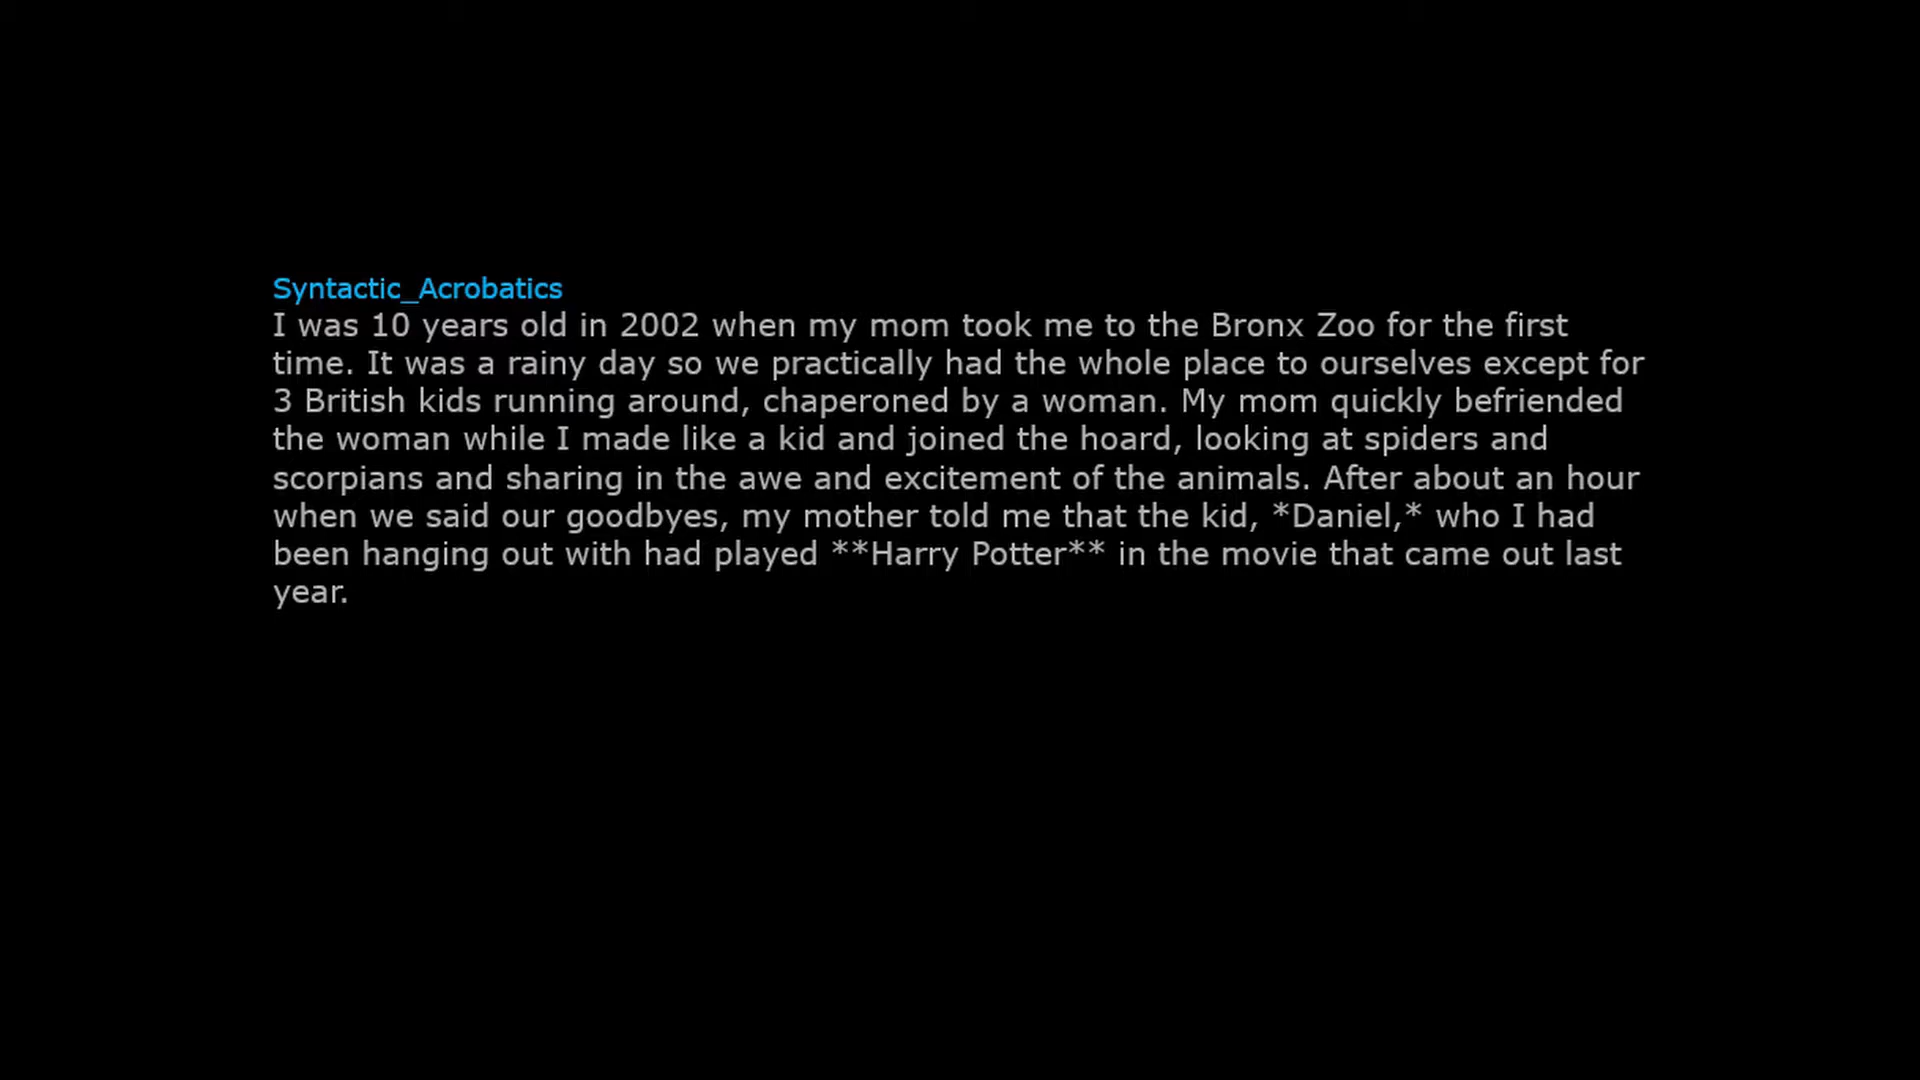 Syntactic_Acrobatics
I was 10 years old in 2002 when my mom took me to the Bronx Zoo for the first
time. It was a rainy day so we practically had the whole place to ourselves except for
3 British kids running around, chaperoned by a woman. My mom quickly befriended
the woman while I made like a kid and joined the hoard, looking at spiders and
scorpians and sharing in the awe and excitement of the animals. After about an hour
when we said our goodbyes, my mother told me that the kid, *Daniel,* who I had
been hanging out with had played **Harry Potter** in the movie that came out last
year.